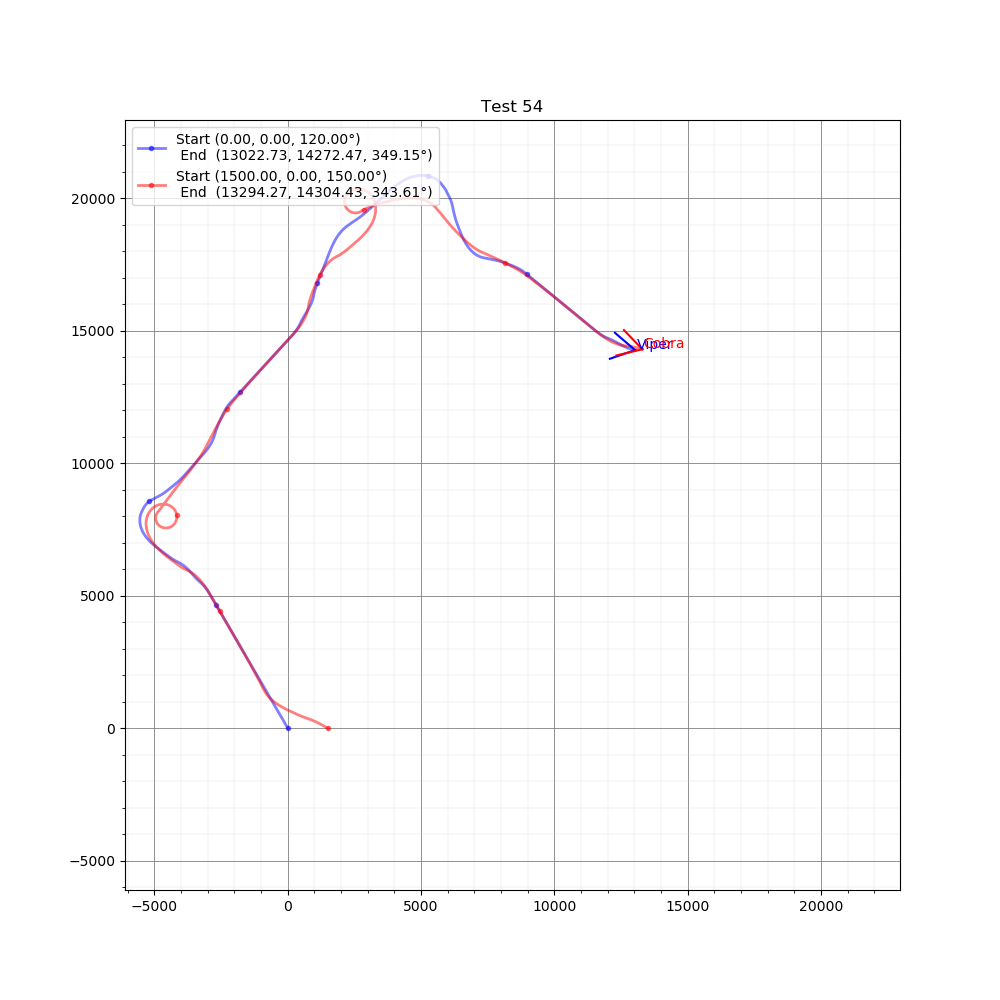 Test 54
Start (0.00, 0.00, 120.00°)
End (13022.73, 14272.47, 349.15°)
Start (1500.00, 0.00, 150.00°)
End (13294.27, 14304.43, 343.61°)
20000
15000
10000
5000
0
−5000
Viper
Cobra
−5000 0 5000 10000 15000 20000